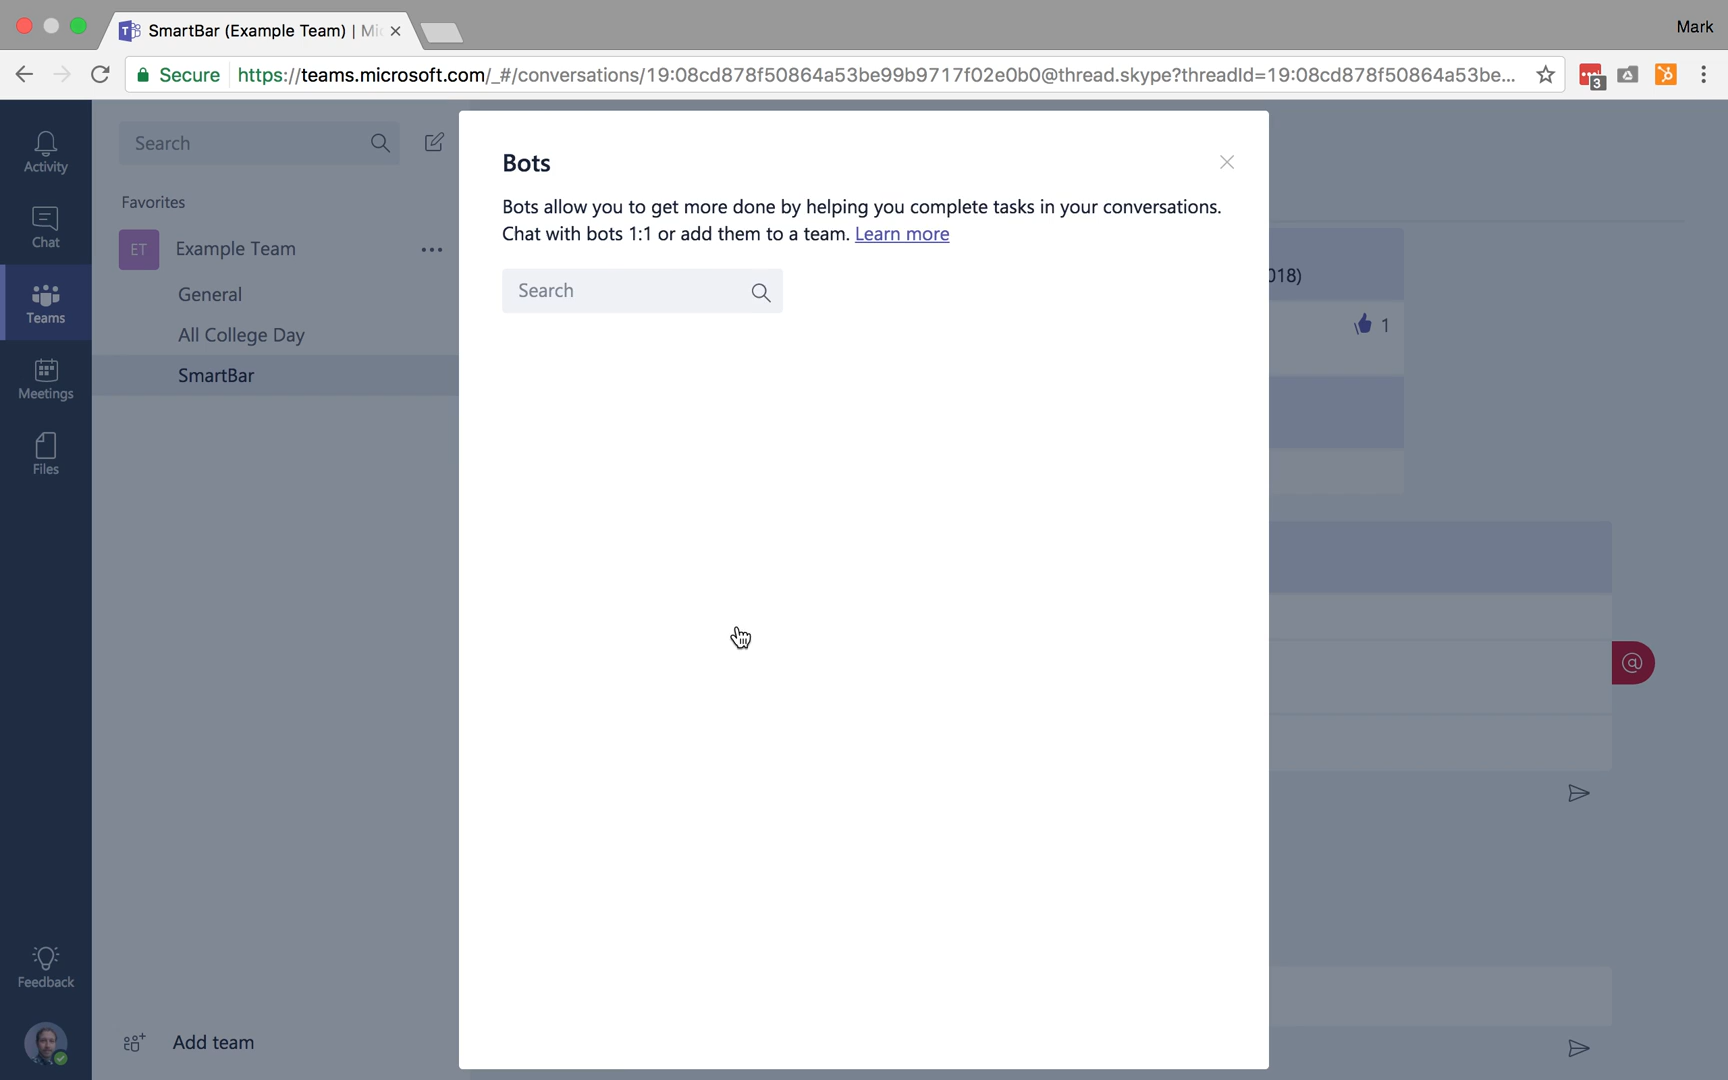 SmartBar (Example Team) | Mi
Mark
Secure
https://teams.microsoft.com/_#/conversations/19:08cd878f50864a53be99b9717f02e0b0@thread.skype?threadId=19:08cd878f50864a53be...
3
Activity
Chat
Teams
Meetings
Files
Feedback
Search
Favorites
ET
Example Team
General
All College Day
SmartBar
Add team
Bots
Bots allow you to get more done by helping you complete tasks in your conversations.
Chat with bots 1:1 or add them to a team. Learn more
Search
018)
1
@